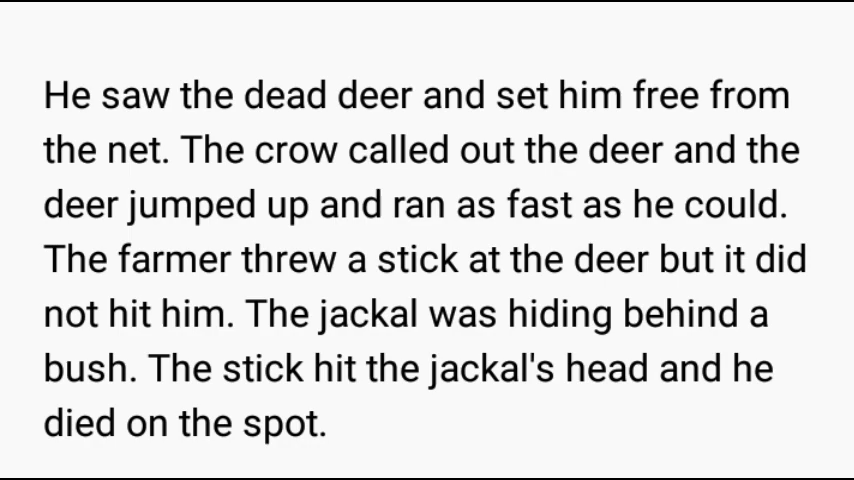 He saw the dead deer and set him free from
the net. The crow called out the deer and the
deer jumped up and ran as fast as he could.
The farmer threw a stick at the deer but it did
not hit him. The jackal was hiding behind a
bush. The stick hit the jackal's head and he
died on the spot.